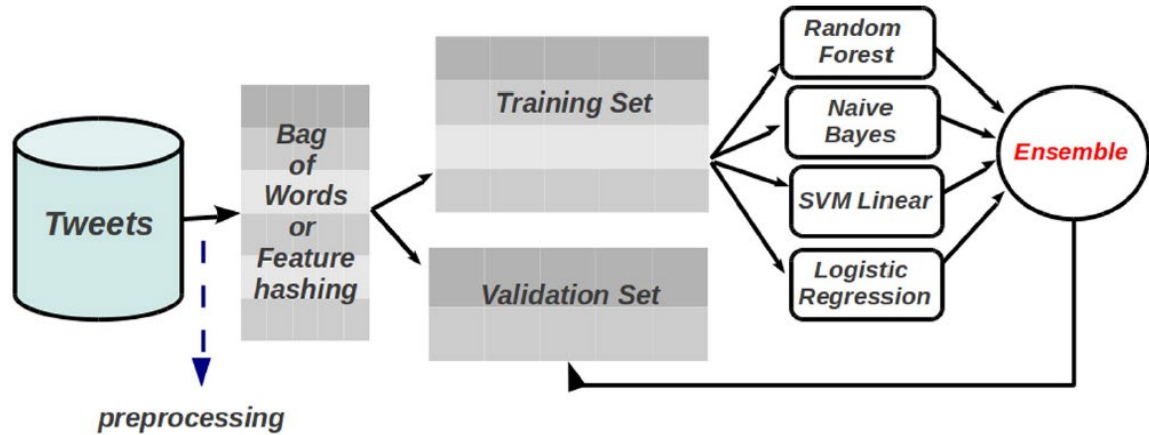 Tweets
preprocessing
Bag
of
Words
or
Feature
hashing
Training Set
Validation Set
Random
Forest
Naive
Bayes
SVM Linear
Logistic
Regression
Ensemble